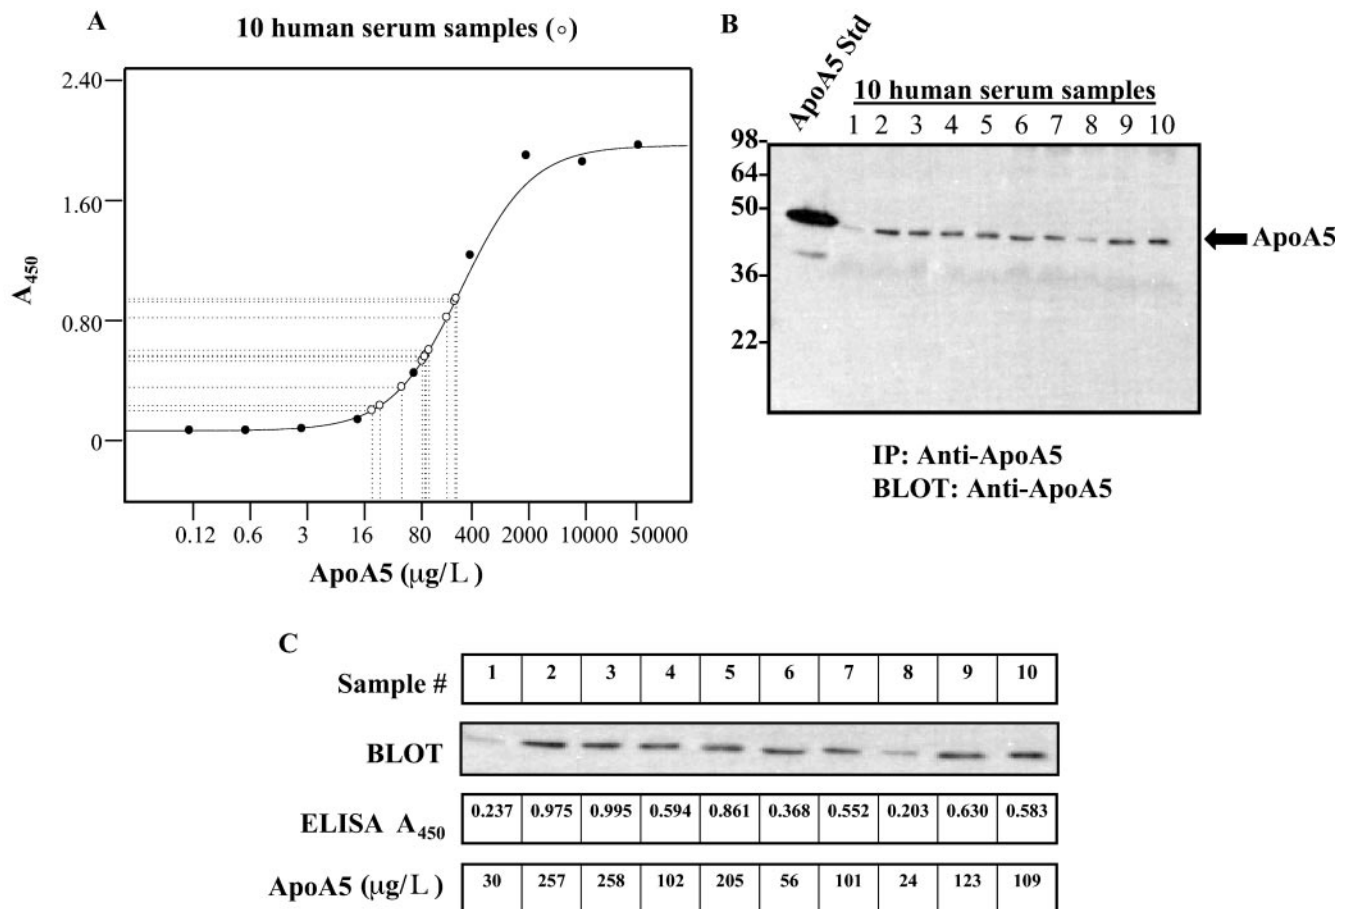 A
10 human serum samples (○)
2.40
1.60
0.80
0
A450
0.12 0.6 3 16 80 400 2000 10000 50000
ApoA5 (µg/L )
B
ApoA5 Std
10 human serum samples
1 2 3 4 5 6 7 8 9 10
98-
64-
50-
36-
22-
ApoA5
IP: Anti-ApoA5
BLOT: Anti-ApoA5
C
Sample # 1 2 3 4 5 6 7 8 9 10
BLOT
ELISA A450 0.237 0.975 0.995 0.594 0.861 0.368 0.552 0.203 0.630 0.583
ApoA5 (µg/L ) 30 257 258 102 205 56 101 24 123 109